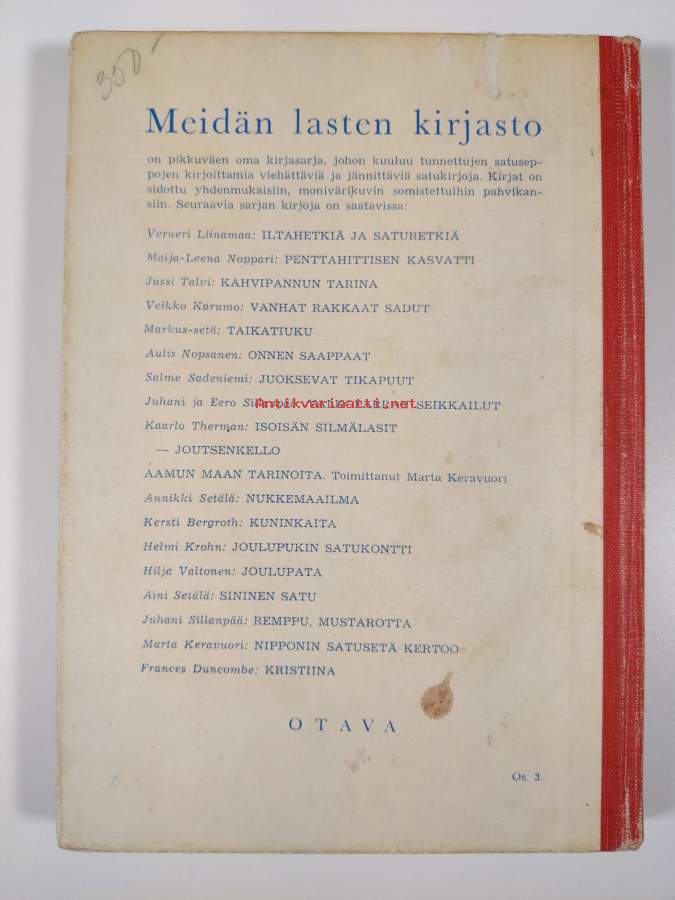 350-
Meidän lasten kirjasto
on pikkuväen oma kirjasarja, johon kuuluu tunnettujen satusep-
pojen kirjoittamia viehättäviä ja jännittäviä satukirjoja. Kirjat on
sidottu yhdenmukaisiin, monivärikuvin somistettuihin pahvikan-
siin. Seuraavia sarjan kirjoja on saatavissa:
Verneri Liinamaa: ILTAHETKIÄ JA SATURETKIÄ
Maija-Leena Noppari: PENTTAHITTISEN KASVATTI
Jussi Talvi: KAHVIPANNUN TARINA
Veikko Karumo: VANHAT RAKKAAT SADUT
Markus-setä: TAIKATIUKU
Aulis Nopsanen: ONNEN SAAPPAAT
Salme Sadeniemi: JUOKSEVAT TIKAPUUT
Juhani ja Eero Sillanpää: SEIKKAILUT
Antikvariaatti.net
Kaarlo Therman: ISOISÄN SILMÄLASIT
— JOUTSENKELLO
AAMUN MAAN TARINOITA. Toimittanut Marta Keravuori
Annikki Setälä: NUKKEMAAILMA
Kersti Bergroth: KUNINKAITA
Helmi Krohn: JOULUPUKIN SATUKONTTI
Hilja Valtonen: JOULUPATA
Aini Setälä: SININEN SATU
Juhani Sillanpää: REMPPU, MUSTAROTTA
Marta Keravuori: NIPPONIN SATUSETÄ KERTOO
Frances Duncombe: KRISTIINA
OTAVA
Os. 3.